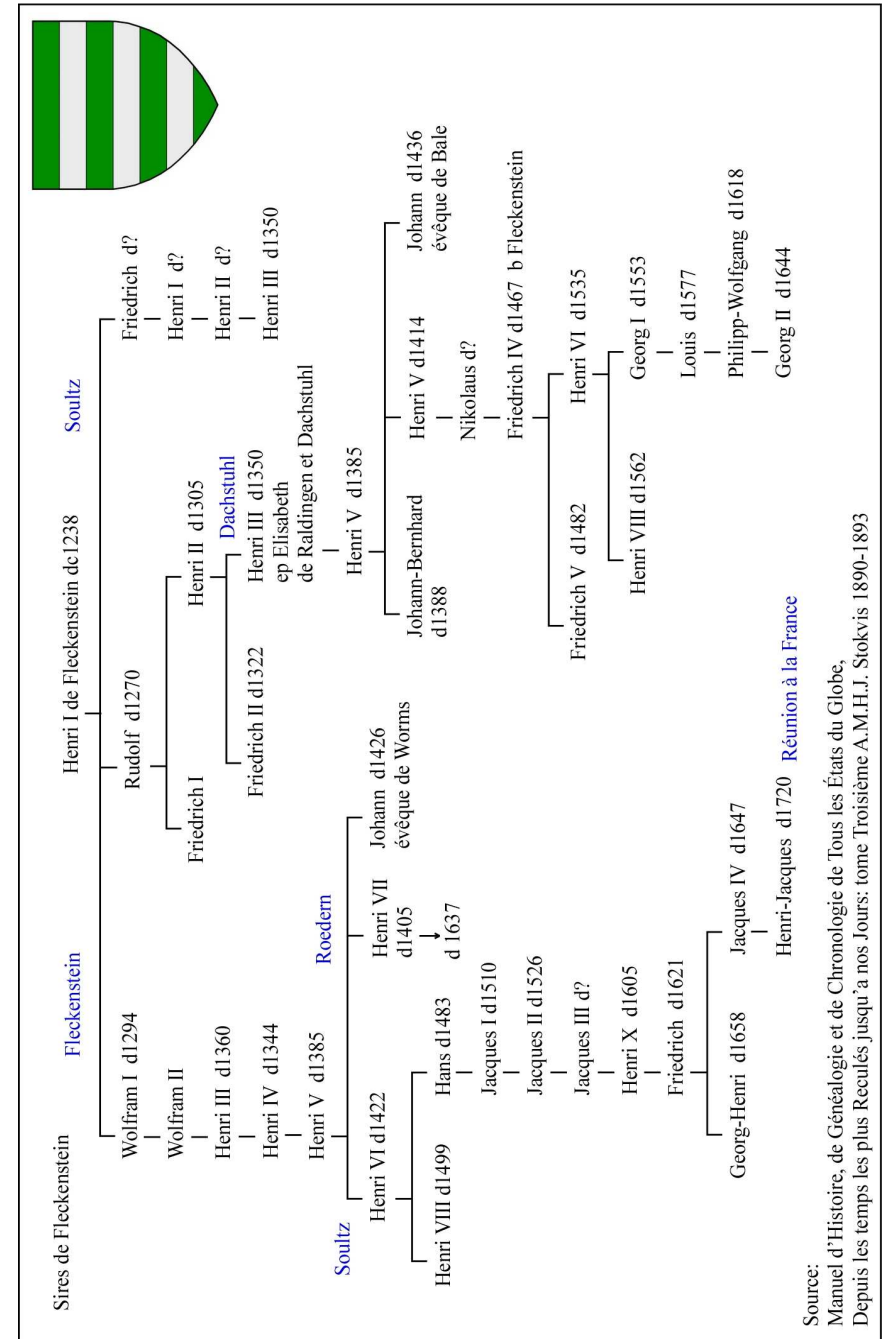 Sires de Fleckenstein
Henri I de Fleckenstein dc1238
Fleckenstein
Soultz
Wolfram I d1294
Rudolf d1270
Friedrich d?
Wolfram II
Friedrich I
Henri II d1305
Henri I d?
Henri III d1360
Dachstuhl
Henri II d?
Henri IV d1344
Friedrich II d1322
Henri III d1350
ep Elisabeth
de Raldingen et Dachstuhl
Henri III d1350
Henri V d1385
Henri V d1385
Soultz
Roedern
Henri VI d1422
Henri VII
d1405
d 1637
Johann d1426
évêque de Worms
Johann-Bernhard
d1388
Henri V d1414
Johann d1436
évêque de Bale
Henri VIII d1499
Hans d1483
Nikolaus d?
Jacques I d1510
Friedrich IV d1467 b Fleckenstein
Jacques II d1526
Friedrich V d1482
Henri VI d1535
Jacques III d?
Henri VIII d1562
Georg I d1553
Henri X d1605
Louis d1577
Friedrich d1621
Philipp-Wolfgang d1618
Georg-Henri d1658
Jacques IV d1647
Georg II d1644
Henri-Jacques d1720
Réunion à la France
Source:
Manuel d'Histoire, de Généalogie et de Chronologie de Tous les États du Globe,
Depuis les temps les plus Reculés jusqu'a nos Jours: tome Troisième A.M.H.J. Stokvis 1890-1893